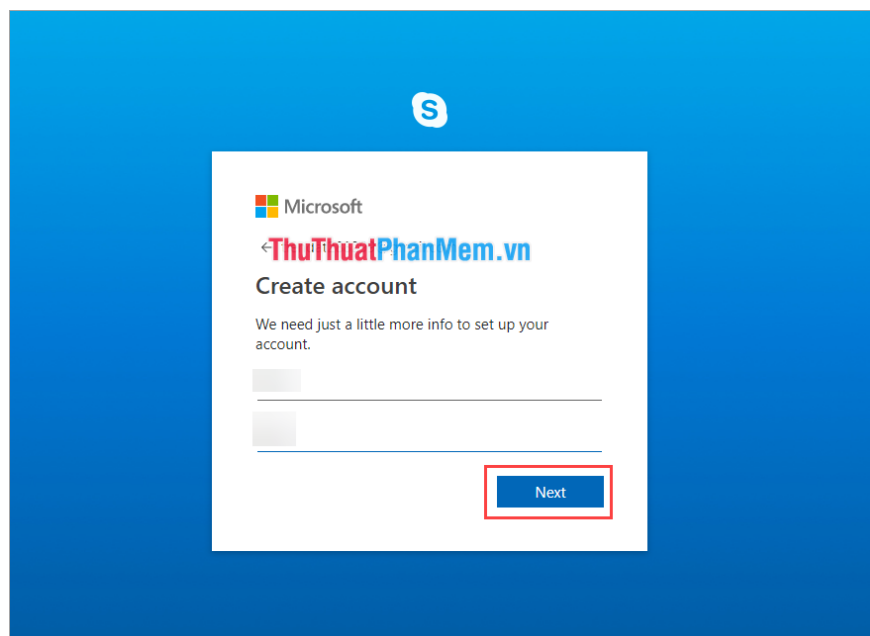 S
Microsoft
ThuThuatPhanMem.vn
Create account
We need just a little more info to set up your
account.
Next